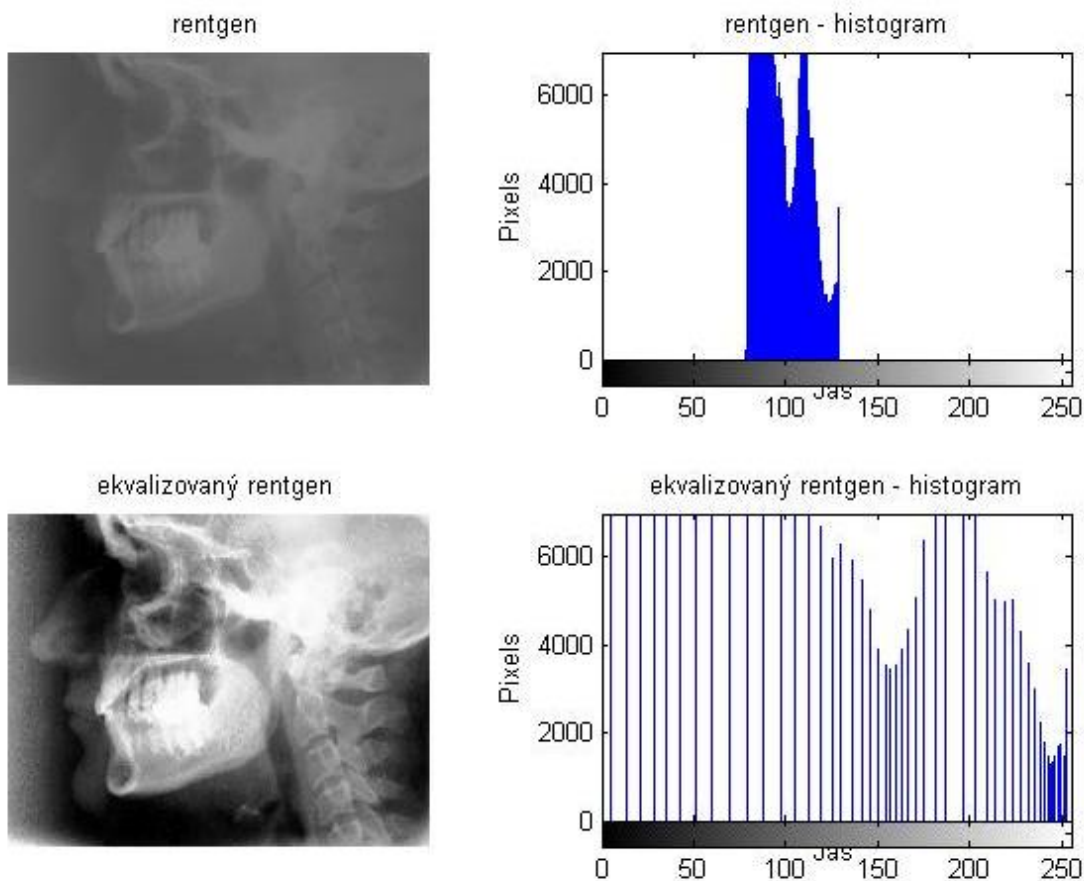 rentgen
rentgen - histogram
6000
4000
2000
0
Pixels
Jas
0 50 100 150 200 250
ekvalizovaný rentgen
ekvalizovaný rentgen - histogram
6000
4000
2000
0
Pixels
Jas
0 50 100 150 200 250